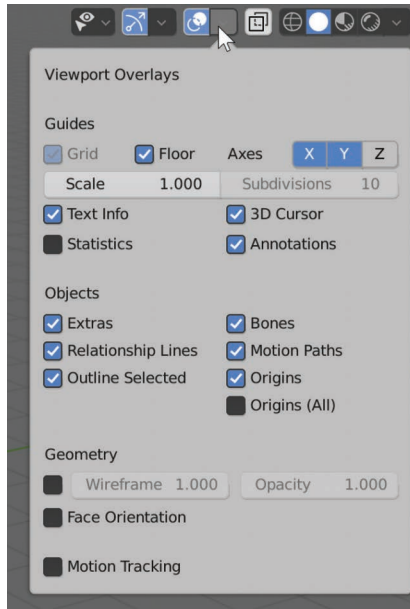 Viewport Overlays
Guides
Grid Floor Axes X Y Z
Scale 1.000 Subdivisions 10
Text Info 3D Cursor
Statistics Annotations
Objects
Extras Bones
Relationship Lines Motion Paths
Outline Selected Origins
Origins (All)
Geometry
Wireframe 1.000 Opacity 1.000
Face Orientation
Motion Tracking